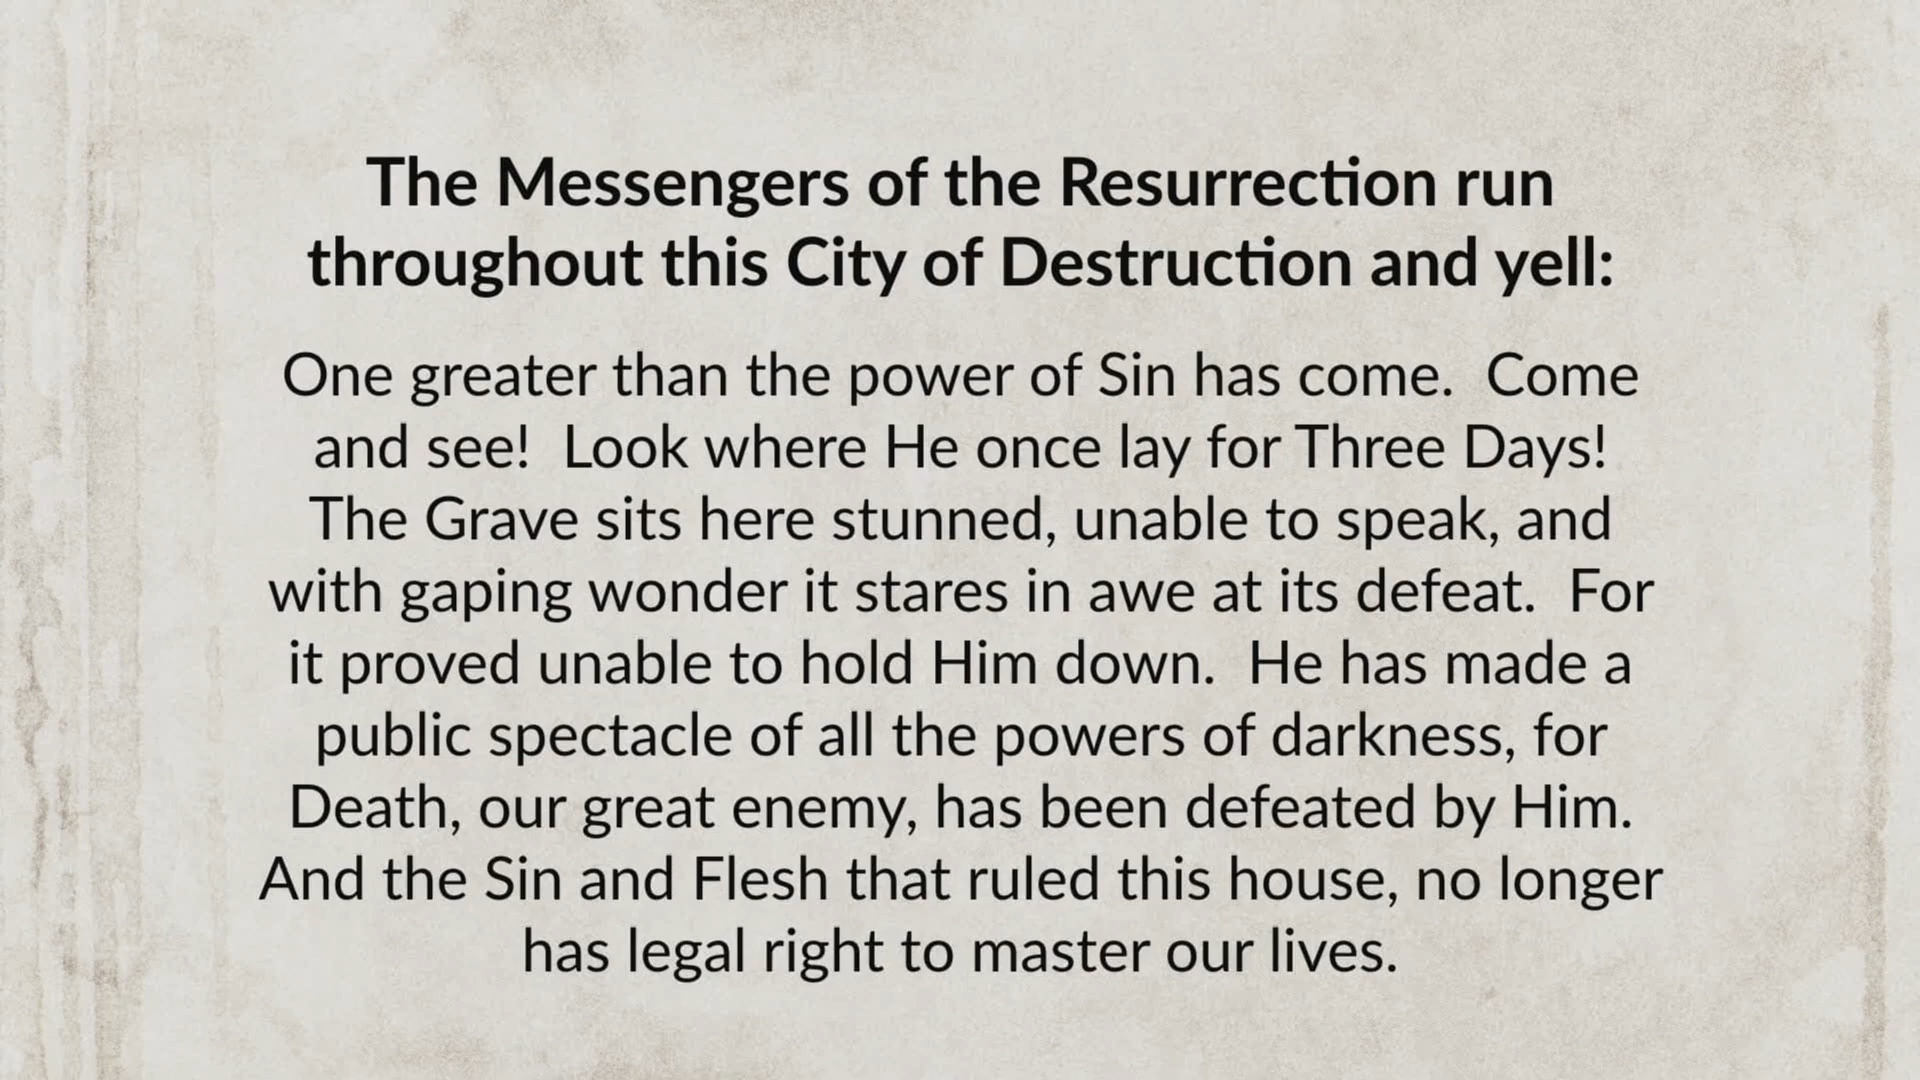 The Messengers of the Resurrection run
throughout this City of Destruction and yell:
One greater than the power of Sin has come.  Come
and see!  Look where He once lay for Three Days!
The Grave sits here stunned, unable to speak, and
with gaping wonder it stares in awe at its defeat.  For
it proved unable to hold Him down.  He has made a
public spectacle of all the powers of darkness, for
Death, our great enemy, has been defeated by Him.
And the Sin and Flesh that ruled this house, no longer
has legal right to master our lives.